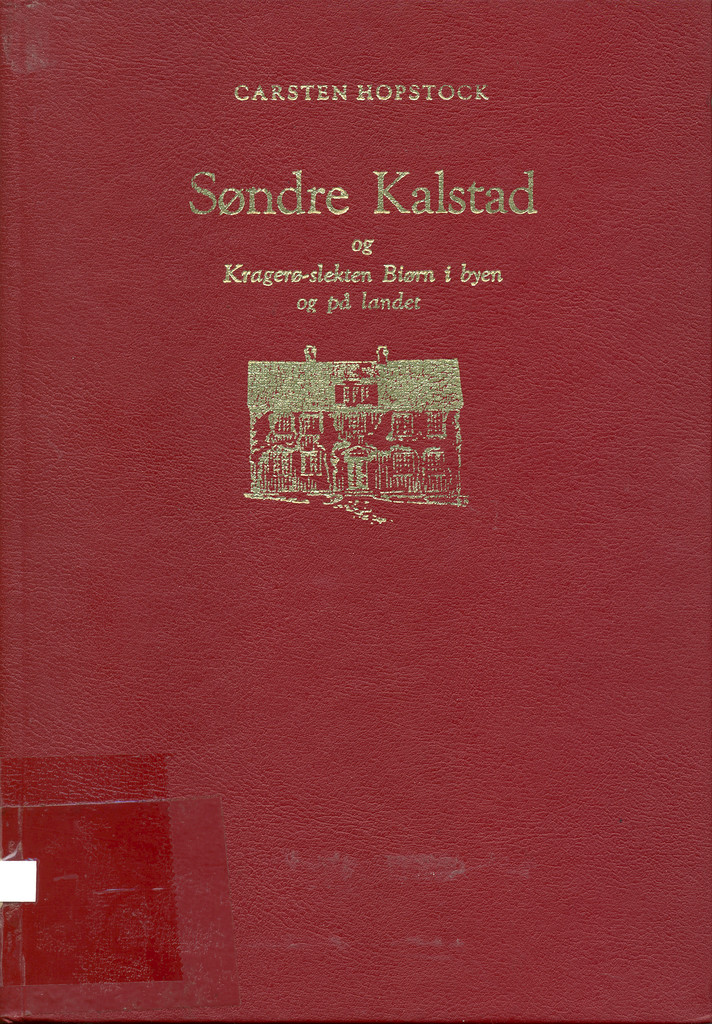 CARSTEN HOPSTOCK
Søndre Kalstad
og
Kragerø-slekten Biørn i byen
og på landet